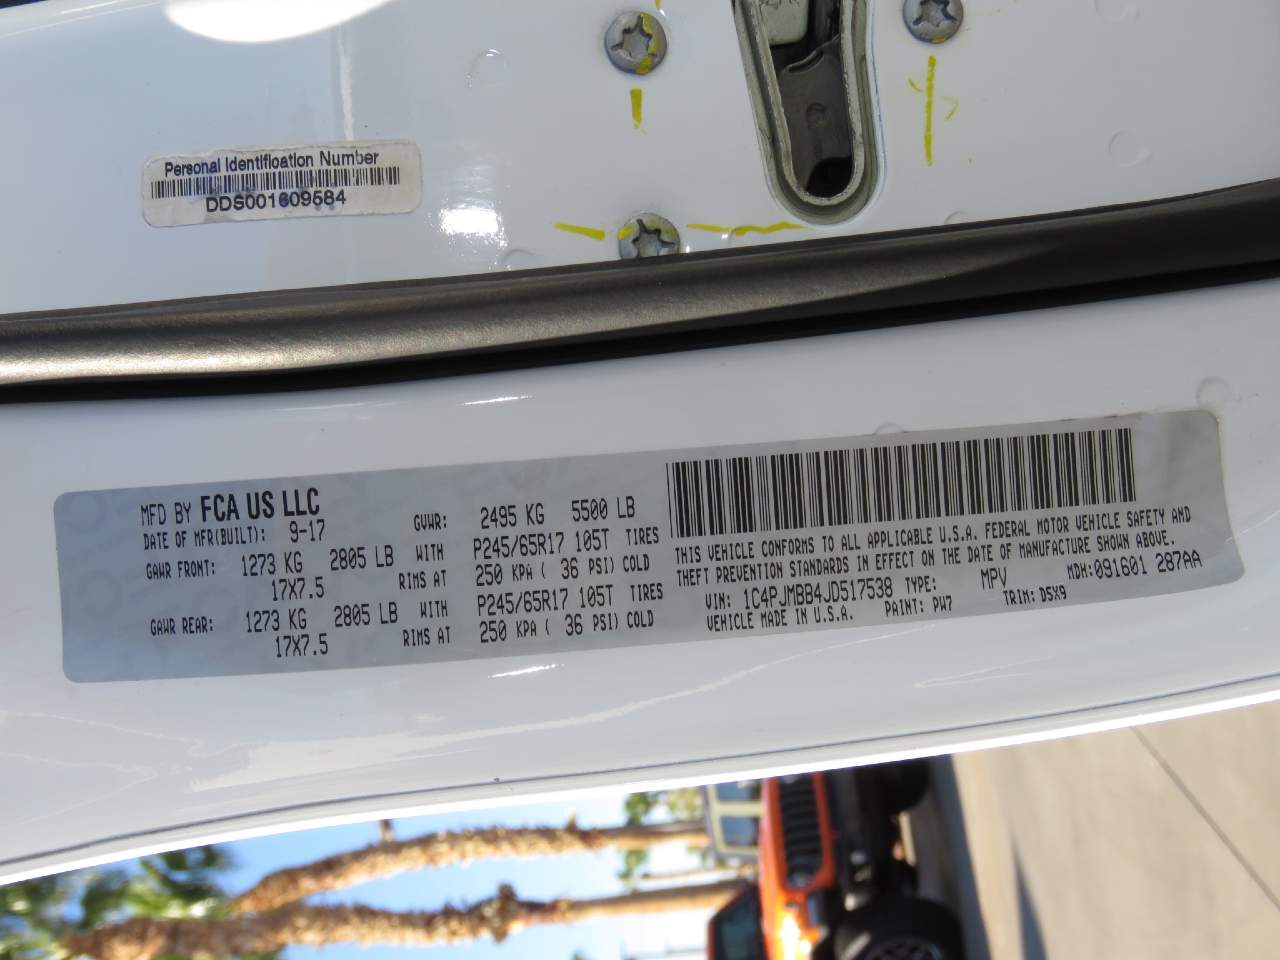 Personal Identification Number
DDS001609584
MFD BY FCA US LLC
DATE OF MFR(BUILT): 9-17 GVWR: 2495 KG 5500 LB
GAWR FRONT: 1273 KG 2805 LB WITH P245/65R17 105T TIRES
17X7.5 RIMS AT 250 KPA ( 36 PSI) COLD
GAWR REAR: 1273 KG 2805 LB WITH P245/65R17 105T TIRES
17X7.5 RIMS AT 250 KPA ( 36 PSI) COLD
THIS VEHICLE CONFORMS TO ALL APPLICABLE U.S.A. FEDERAL MOTOR VEHICLE SAFETY AND
THEFT PREVENTION STANDARDS IN EFFECT ON THE DATE OF MANUFACTURE SHOWN ABOVE.
VIN: 1C4PJMBB4JD517538 TYPE: MPV MDH:091601 287AA
VEHICLE MADE IN U.S.A. PAINT: PW7 TRIM: D5X9